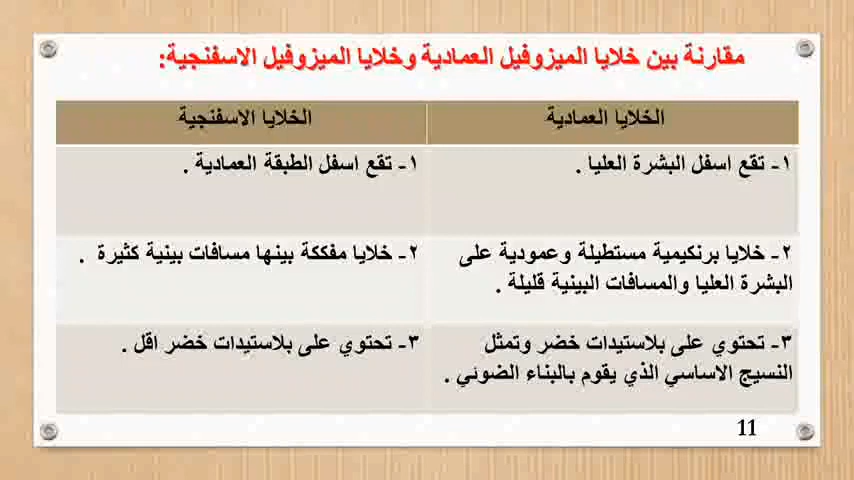 مقارنة بين خلايا الميزوفيل العمادية وخلايا الميزوفيل الاسفنجية:
الخلايا العمادية
الخلايا الاسفنجية
١- تقع اسفل البشرة العليا .
١- تقع اسفل الطبقة العمادية .
٢- خلايا برنكيمية مستطيلة وعمودية على
البشرة العليا والمسافات البينية قليلة .
٢- خلايا مفككة بينها مسافات بينية كثيرة .
٣- تحتوي على بلاستيدات خضر وتمثل
النسيج الاساسي الذي يقوم بالبناء الضوئي .
٣- تحتوي على بلاستيدات خضر اقل .
11